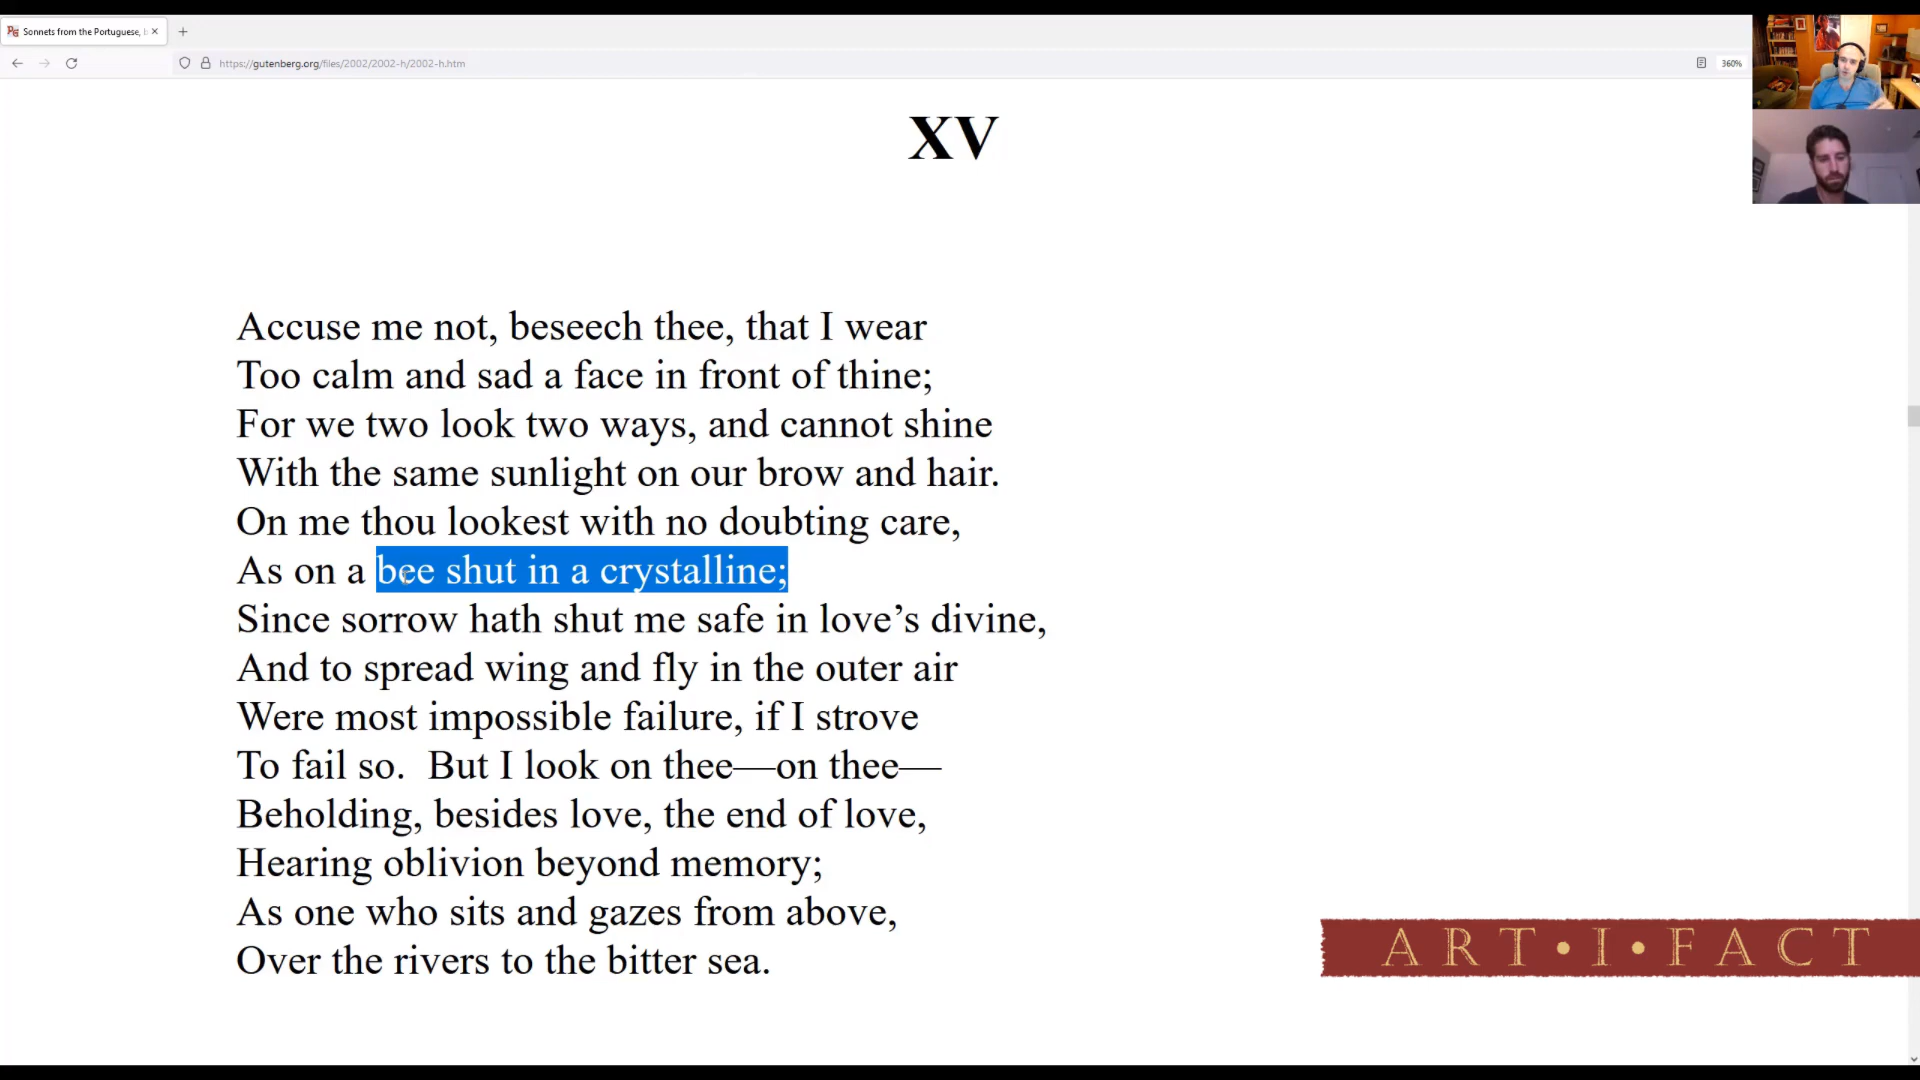 Sonnets from the Portuguese,
https://gutenberg.org/files/2002/2002-h/2002-h.htm
360%
XV
Accuse me not, beseech thee, that I wear
Too calm and sad a face in front of thine;
For we two look two ways, and cannot shine
With the same sunlight on our brow and hair.
On me thou lookest with no doubting care,
As on a bee shut in a crystalline;
Since sorrow hath shut me safe in love’s divine,
And to spread wing and fly in the outer air
Were most impossible failure, if I strove
To fail so.  But I look on thee—on thee—
Beholding, besides love, the end of love,
Hearing oblivion beyond memory;
As one who sits and gazes from above,
Over the rivers to the bitter sea.
ART•I•FACT